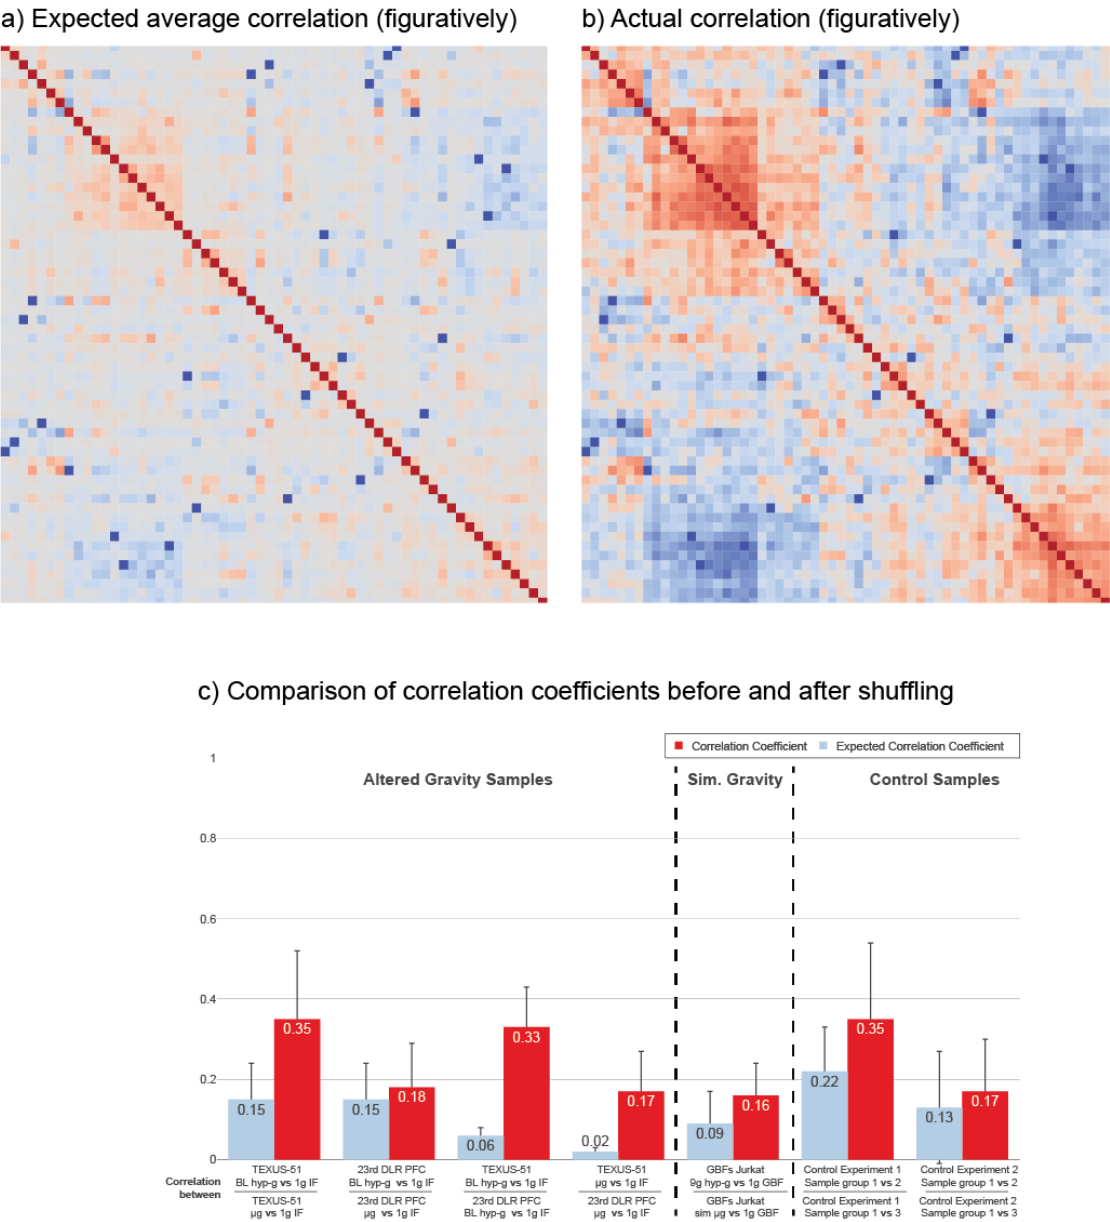 a) Expected average correlation (figuratively)
b) Actual correlation (figuratively)
c) Comparison of correlation coefficients before and after shuffling
Correlation Coefficient
Expected Correlation Coefficient
Altered Gravity Samples
Sim. Gravity
Control Samples
1
0.8
0.6
0.4
0.2
0
0.15
0.35
0.15
0.18
0.06
0.33
0.02
0.17
0.09
0.16
0.22
0.35
0.13
0.17
Correlation
between
TEXUS-51
BL hyp-g vs 1g IF
TEXUS-51
µg vs 1g IF
23rd DLR PFC
BL hyp-g vs 1g IF
23rd DLR PFC
µg vs 1g IF
TEXUS-51
BL hyp-g vs 1g IF
23rd DLR PFC
BL hyp-g vs 1g IF
TEXUS-51
µg vs 1g IF
23rd DLR PFC
µg vs 1g IF
GBFs Jurkat
9g hyp-g vs 1g GBF
GBFs Jurkat
sim µg vs 1g GBF
Control Experiment 1
Sample group 1 vs 2
Control Experiment 1
Sample group 1 vs 3
Control Experiment 2
Sample group 1 vs 2
Control Experiment 2
Sample group 1 vs 3